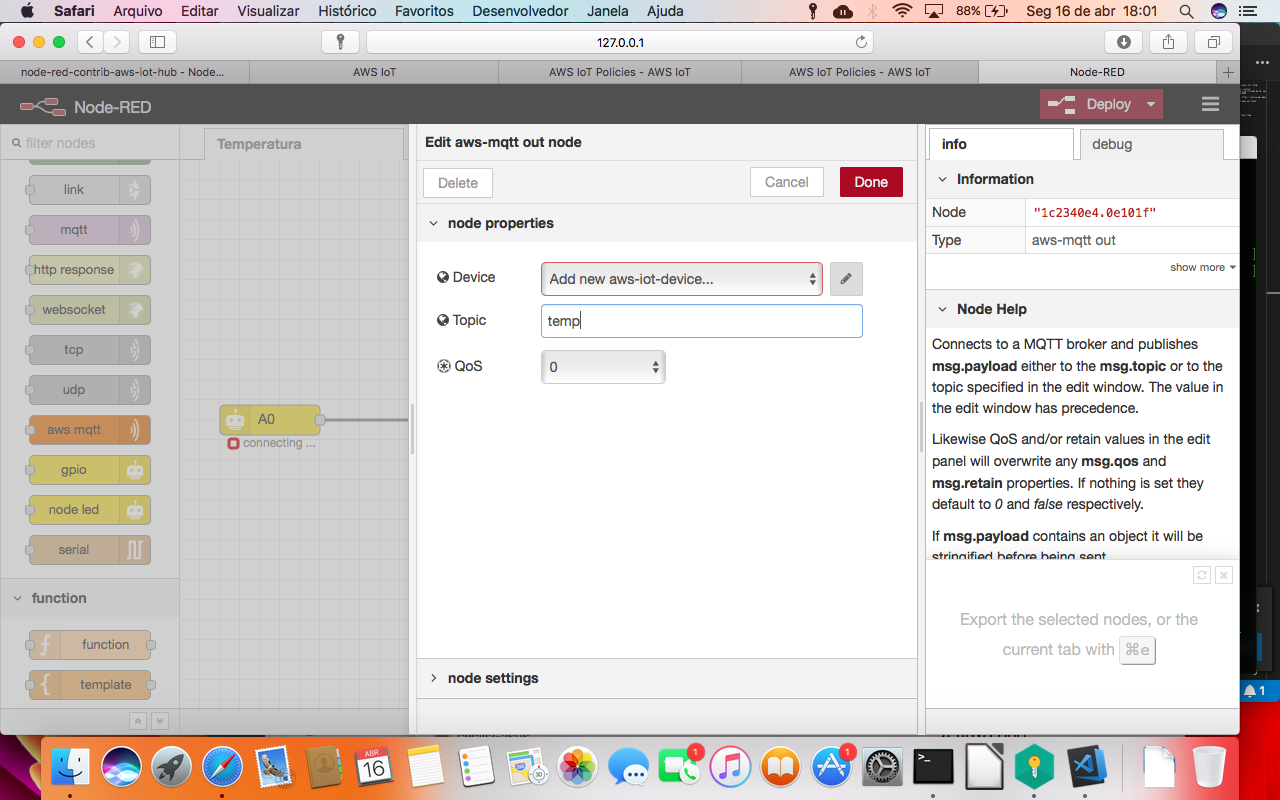 Safari Arquivo Editar Visualizar Histórico Favoritos Desenvolvedor Janela Ajuda 88% Seg 16 de abr 18:01
127.0.0.1
node-red-contrib-aws-iot-hub - Node... AWS IoT AWS IoT Policies - AWS IoT AWS IoT Policies - AWS IoT Node-RED
Node-RED Deploy
filter nodes
Temperatura
link
mqtt
http response
websocket
tcp
udp
aws mqtt
gpio
node led
serial
function
function
template
A0
connecting ...
Edit aws-mqtt out node
Delete Cancel Done
node properties
Device Add new aws-iot-device...
Topic temp
QoS 0
node settings
info debug
Information
Node "1c2340e4.0e101f"
Type aws-mqtt out
show more
Node Help
Connects to a MQTT broker and publishes
msg.payload either to the msg.topic or to the
topic specified in the edit window. The value in
the edit window has precedence.
Likewise QoS and/or retain values in the edit
panel will overwrite any msg.qos and
msg.retain properties. If nothing is set they
default to 0 and false respectively.
If msg.payload contains an object it will be
stringified before being sent.
Export the selected nodes, or the
current tab with ⌘e
1
ABR
16
30
1
1
>_